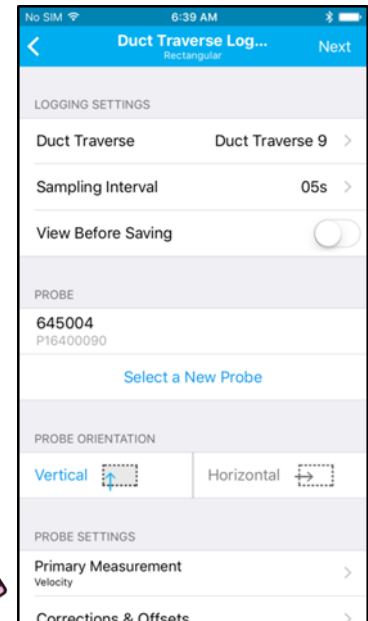 No SIM 6:39 AM
Duct Traverse Log... Next
Rectangular
LOGGING SETTINGS
Duct Traverse Duct Traverse 9
Sampling Interval 05s
View Before Saving
PROBE
645004
P16400090
Select a New Probe
PROBE ORIENTATION
Vertical Horizontal
PROBE SETTINGS
Primary Measurement
Velocity
Corrections & Offsets